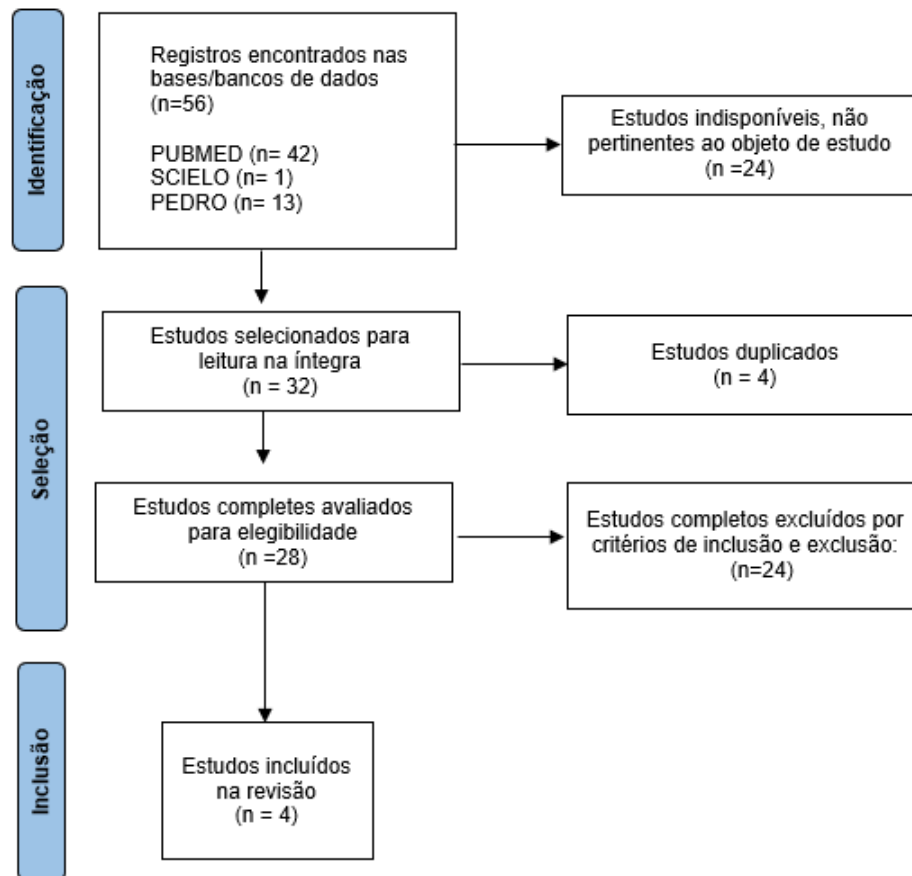 Identificação
Registros encontrados nas
bases/bancos de dados
(n=56)
PUBMED (n= 42)
SCIELO (n= 1)
PEDRO (n= 13)
Estudos indisponíveis, não
pertinentes ao objeto de estudo
(n =24)
Seleção
Estudos selecionados para
leitura na íntegra
(n = 32)
Estudos duplicados
(n = 4)
Estudos completes avaliados
para elegibilidade
(n =28)
Estudos completos excluídos por
critérios de inclusão e exclusão:
(n=24)
Inclusão
Estudos incluídos
na revisão
(n = 4)